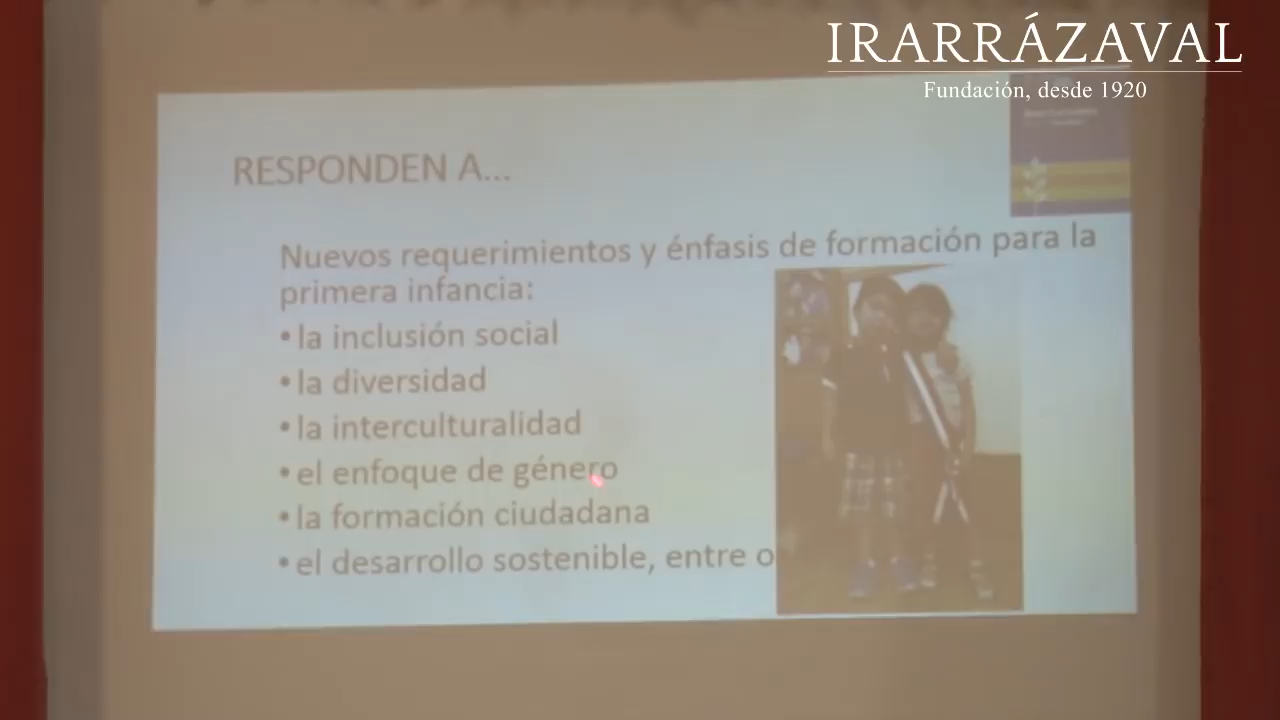 IRARRÁZAVAL
Fundación, desde 1920
RESPONDEN A...
Nuevos requerimientos y énfasis de formación para la
primera infancia:
• la inclusión social
• la diversidad
• la interculturalidad
• el enfoque de género
• la formación ciudadana
• el desarrollo sostenible, entre o